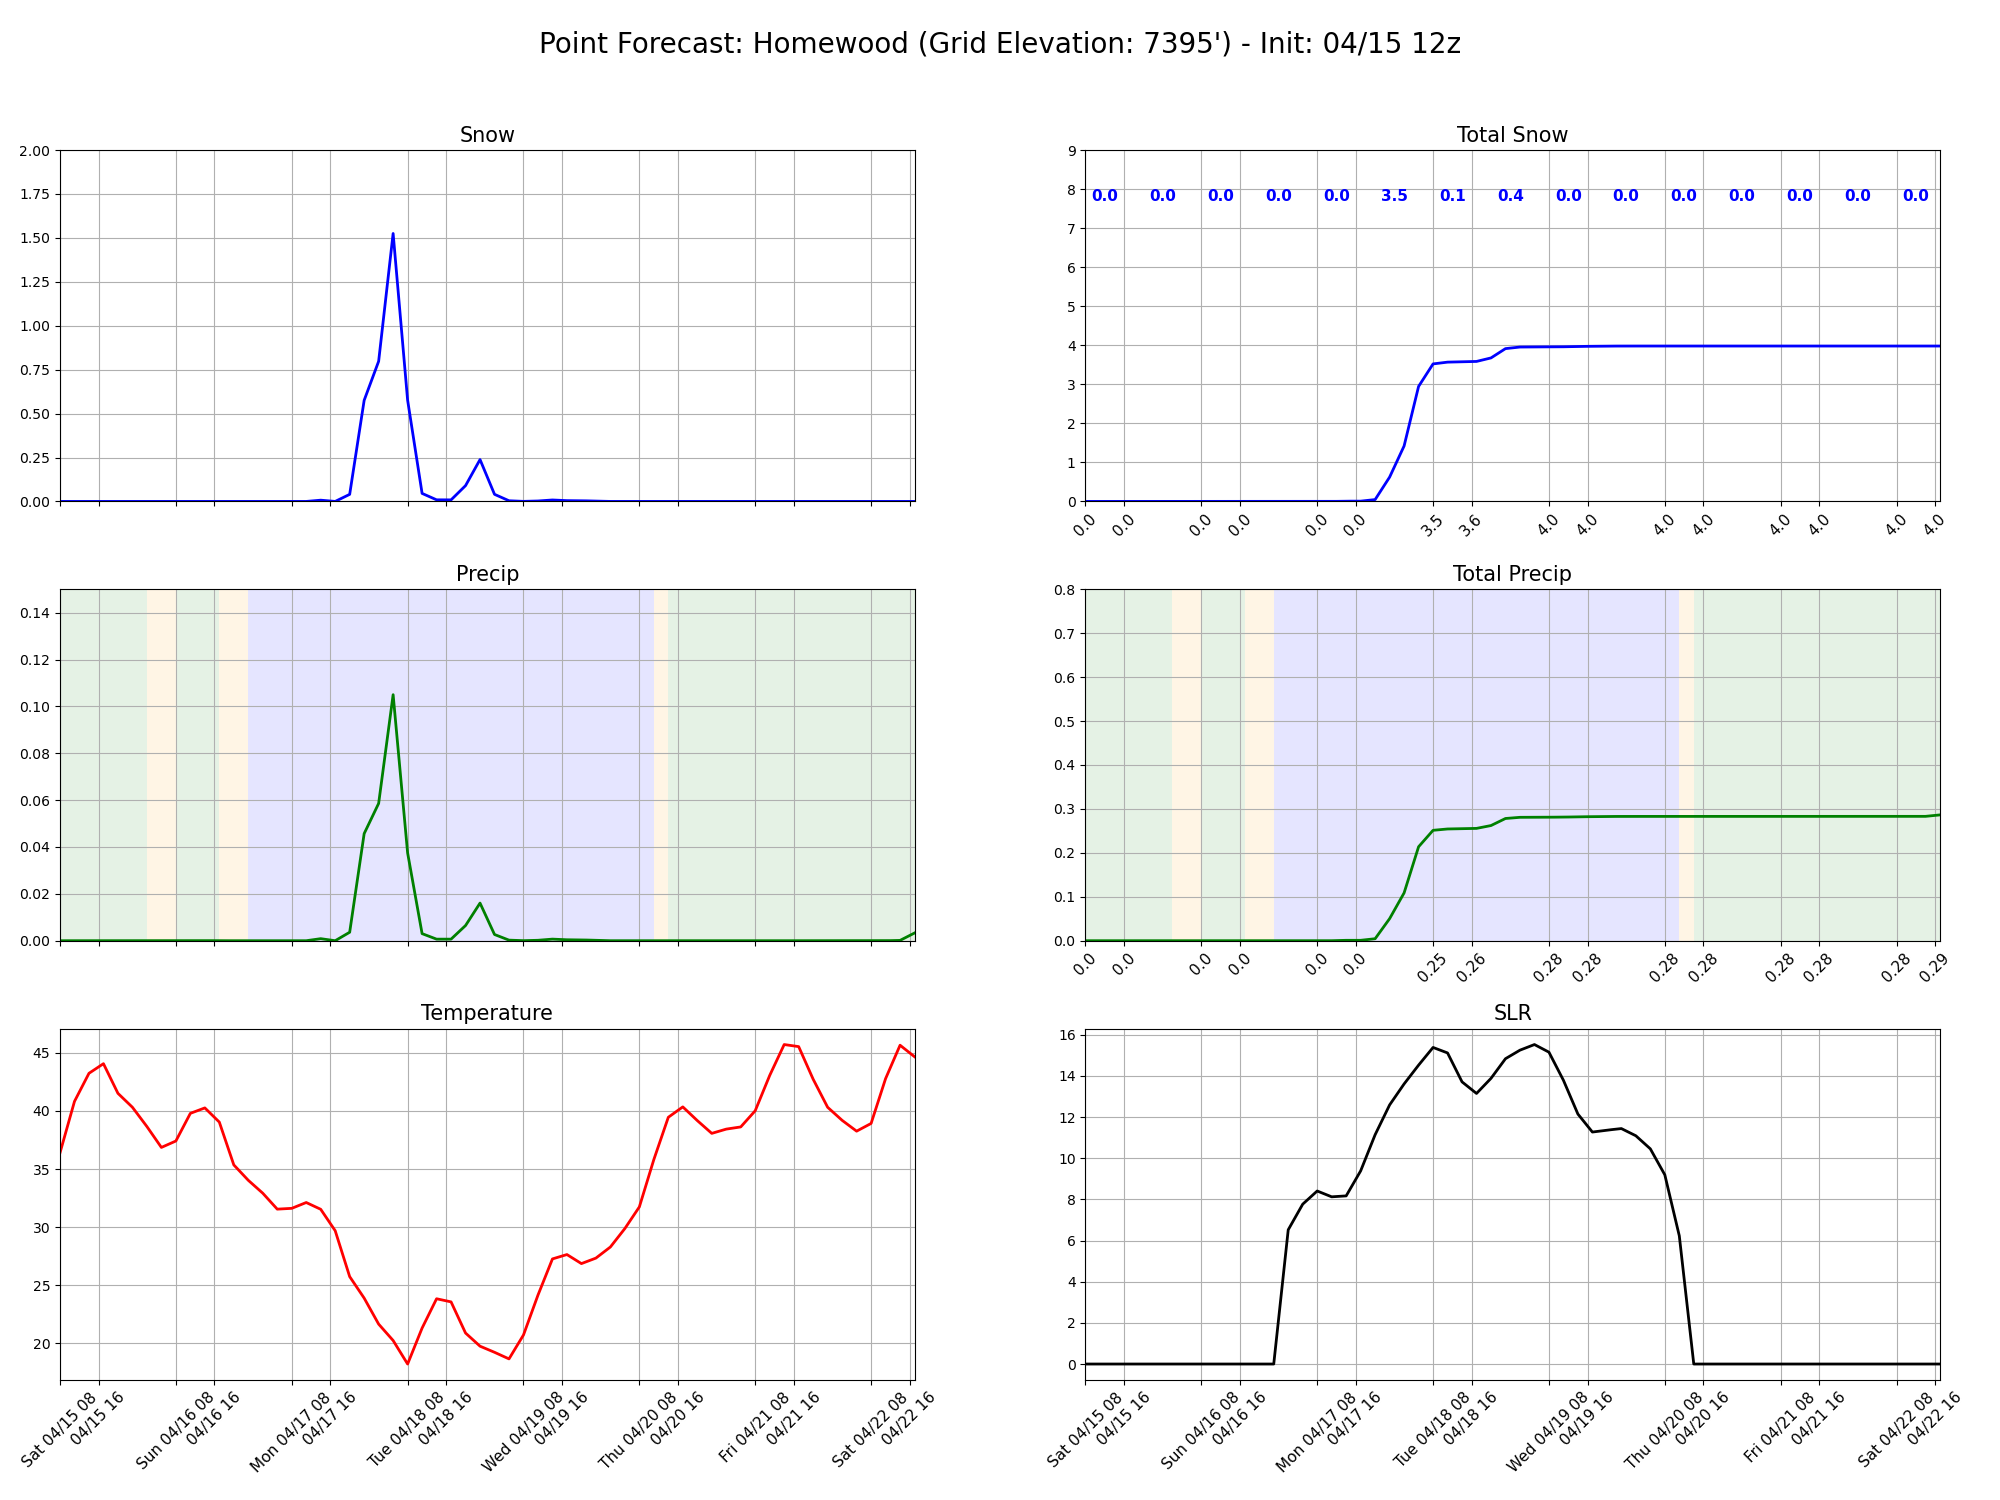 Point Forecast: Homewood (Grid Elevation: 7395') - Init: 04/15 12z
Snow
2.00
1.75
1.50
1.25
1.00
0.75
0.50
0.25
0.00
Total Snow
9
8
7
6
5
4
3
2
1
0
0.0 0.0 0.0 0.0 0.0 3.5 0.1 0.4 0.0 0.0 0.0 0.0 0.0 0.0 0.0
0.0 0.0 0.0 0.0 0.0 0.0 3.5 3.6 4.0 4.0 4.0 4.0 4.0 4.0 4.0 4.0
Precip
0.14
0.12
0.10
0.08
0.06
0.04
0.02
0.00
Total Precip
0.8
0.7
0.6
0.5
0.4
0.3
0.2
0.1
0.0
0.0 0.0 0.0 0.0 0.0 0.0 0.25 0.26 0.28 0.28 0.28 0.28 0.28 0.28 0.28 0.29
Temperature
45
40
35
30
25
20
Sat 04/15 08
04/15 16
Sun 04/16 08
04/16 16
Mon 04/17 08
04/17 16
Tue 04/18 08
04/18 16
Wed 04/19 08
04/19 16
Thu 04/20 08
04/20 16
Fri 04/21 08
04/21 16
Sat 04/22 08
04/22 16
SLR
16
14
12
10
8
6
4
2
0
Sat 04/15 08
04/15 16
Sun 04/16 08
04/16 16
Mon 04/17 08
04/17 16
Tue 04/18 08
04/18 16
Wed 04/19 08
04/19 16
Thu 04/20 08
04/20 16
Fri 04/21 08
04/21 16
Sat 04/22 08
04/22 16